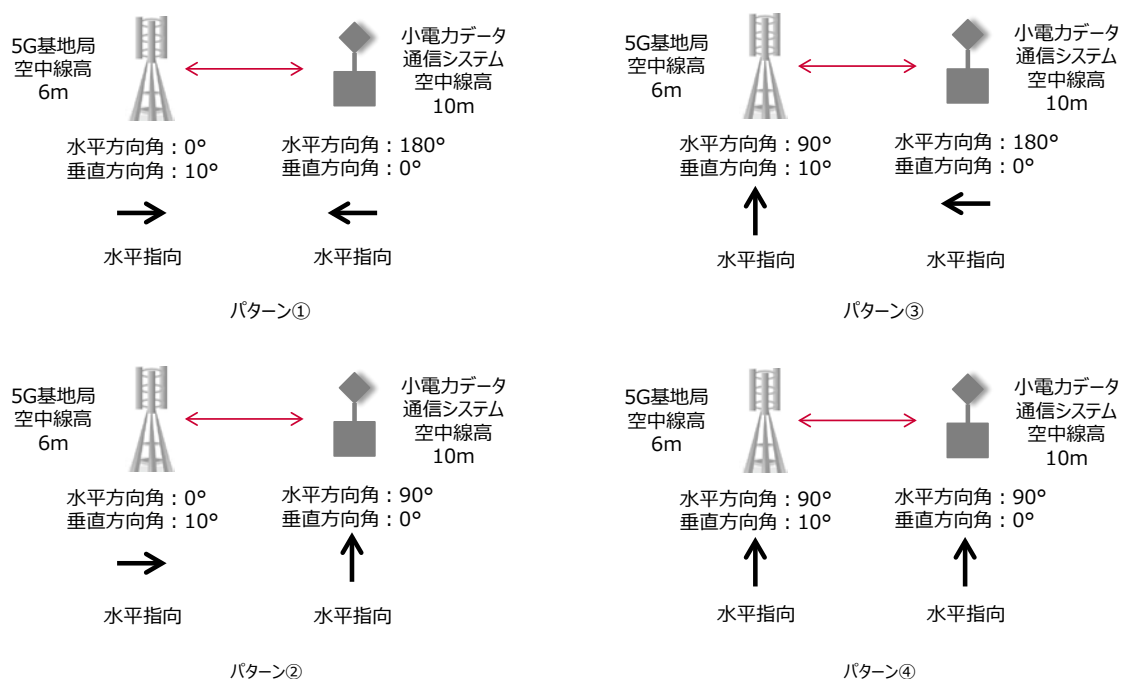 5G基地局
空中線高
6m
小電力データ
通信システム
空中線高
10m
水平方向角：0°
垂直方向角：10°
水平方向角：180°
垂直方向角：0°
水平指向
水平指向
パターン①
5G基地局
空中線高
6m
小電力データ
通信システム
空中線高
10m
水平方向角：90°
垂直方向角：10°
水平方向角：180°
垂直方向角：0°
水平指向
水平指向
パターン③
5G基地局
空中線高
6m
小電力データ
通信システム
空中線高
10m
水平方向角：0°
垂直方向角：10°
水平方向角：90°
垂直方向角：0°
水平指向
水平指向
パターン②
5G基地局
空中線高
6m
小電力データ
通信システム
空中線高
10m
水平方向角：90°
垂直方向角：10°
水平方向角：90°
垂直方向角：0°
水平指向
水平指向
パターン④